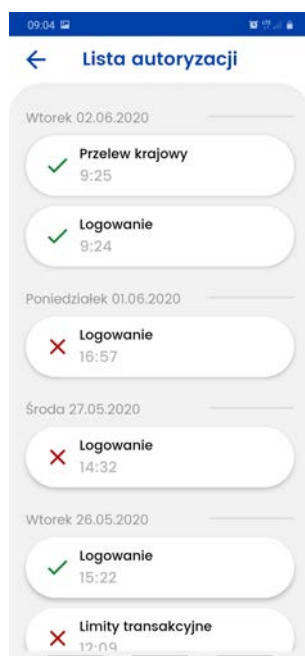 09:04
Lista autoryzacji
Wtorek 02.06.2020
Przelew krajowy
9:25
Logowanie
9:24
Poniedziałek 01.06.2020
Logowanie
16:57
Środa 27.05.2020
Logowanie
14:32
Wtorek 26.05.2020
Logowanie
15:22
Limity transakcyjne
12:09